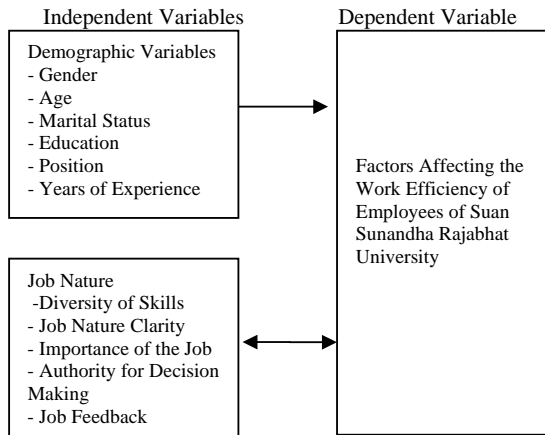 Independent Variables
Dependent Variable
Demographic Variables
- Gender
- Age
- Marital Status
- Education
- Position
- Years of Experience
Factors Affecting the
Work Efficiency of
Employees of Suan
Sunandha Rajabhat
University
Job Nature
-Diversity of Skills
- Job Nature Clarity
- Importance of the Job
- Authority for Decision
Making
- Job Feedback